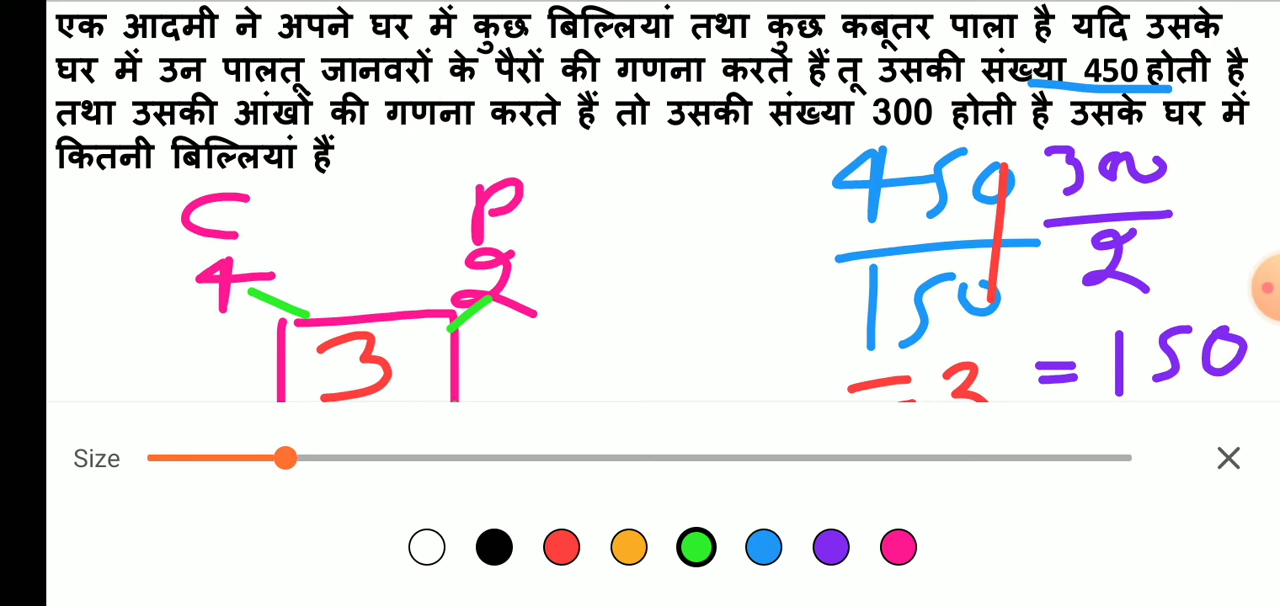 एक आदमी ने अपने घर में कुछ बिल्लियां तथा कुछ कबूतर पाला है यदि उसके
घर में उन पालतू जानवरों के पैरों की गणना करते हैं तू उसकी संख्या 450 होती है
तथा उसकी आंखों की गणना करते हैं तो उसकी संख्या 300 होती है उसके घर में
कितनी बिल्लियां हैं
C P
4 2
3
450 300
150 2
= 3 = 150
Size